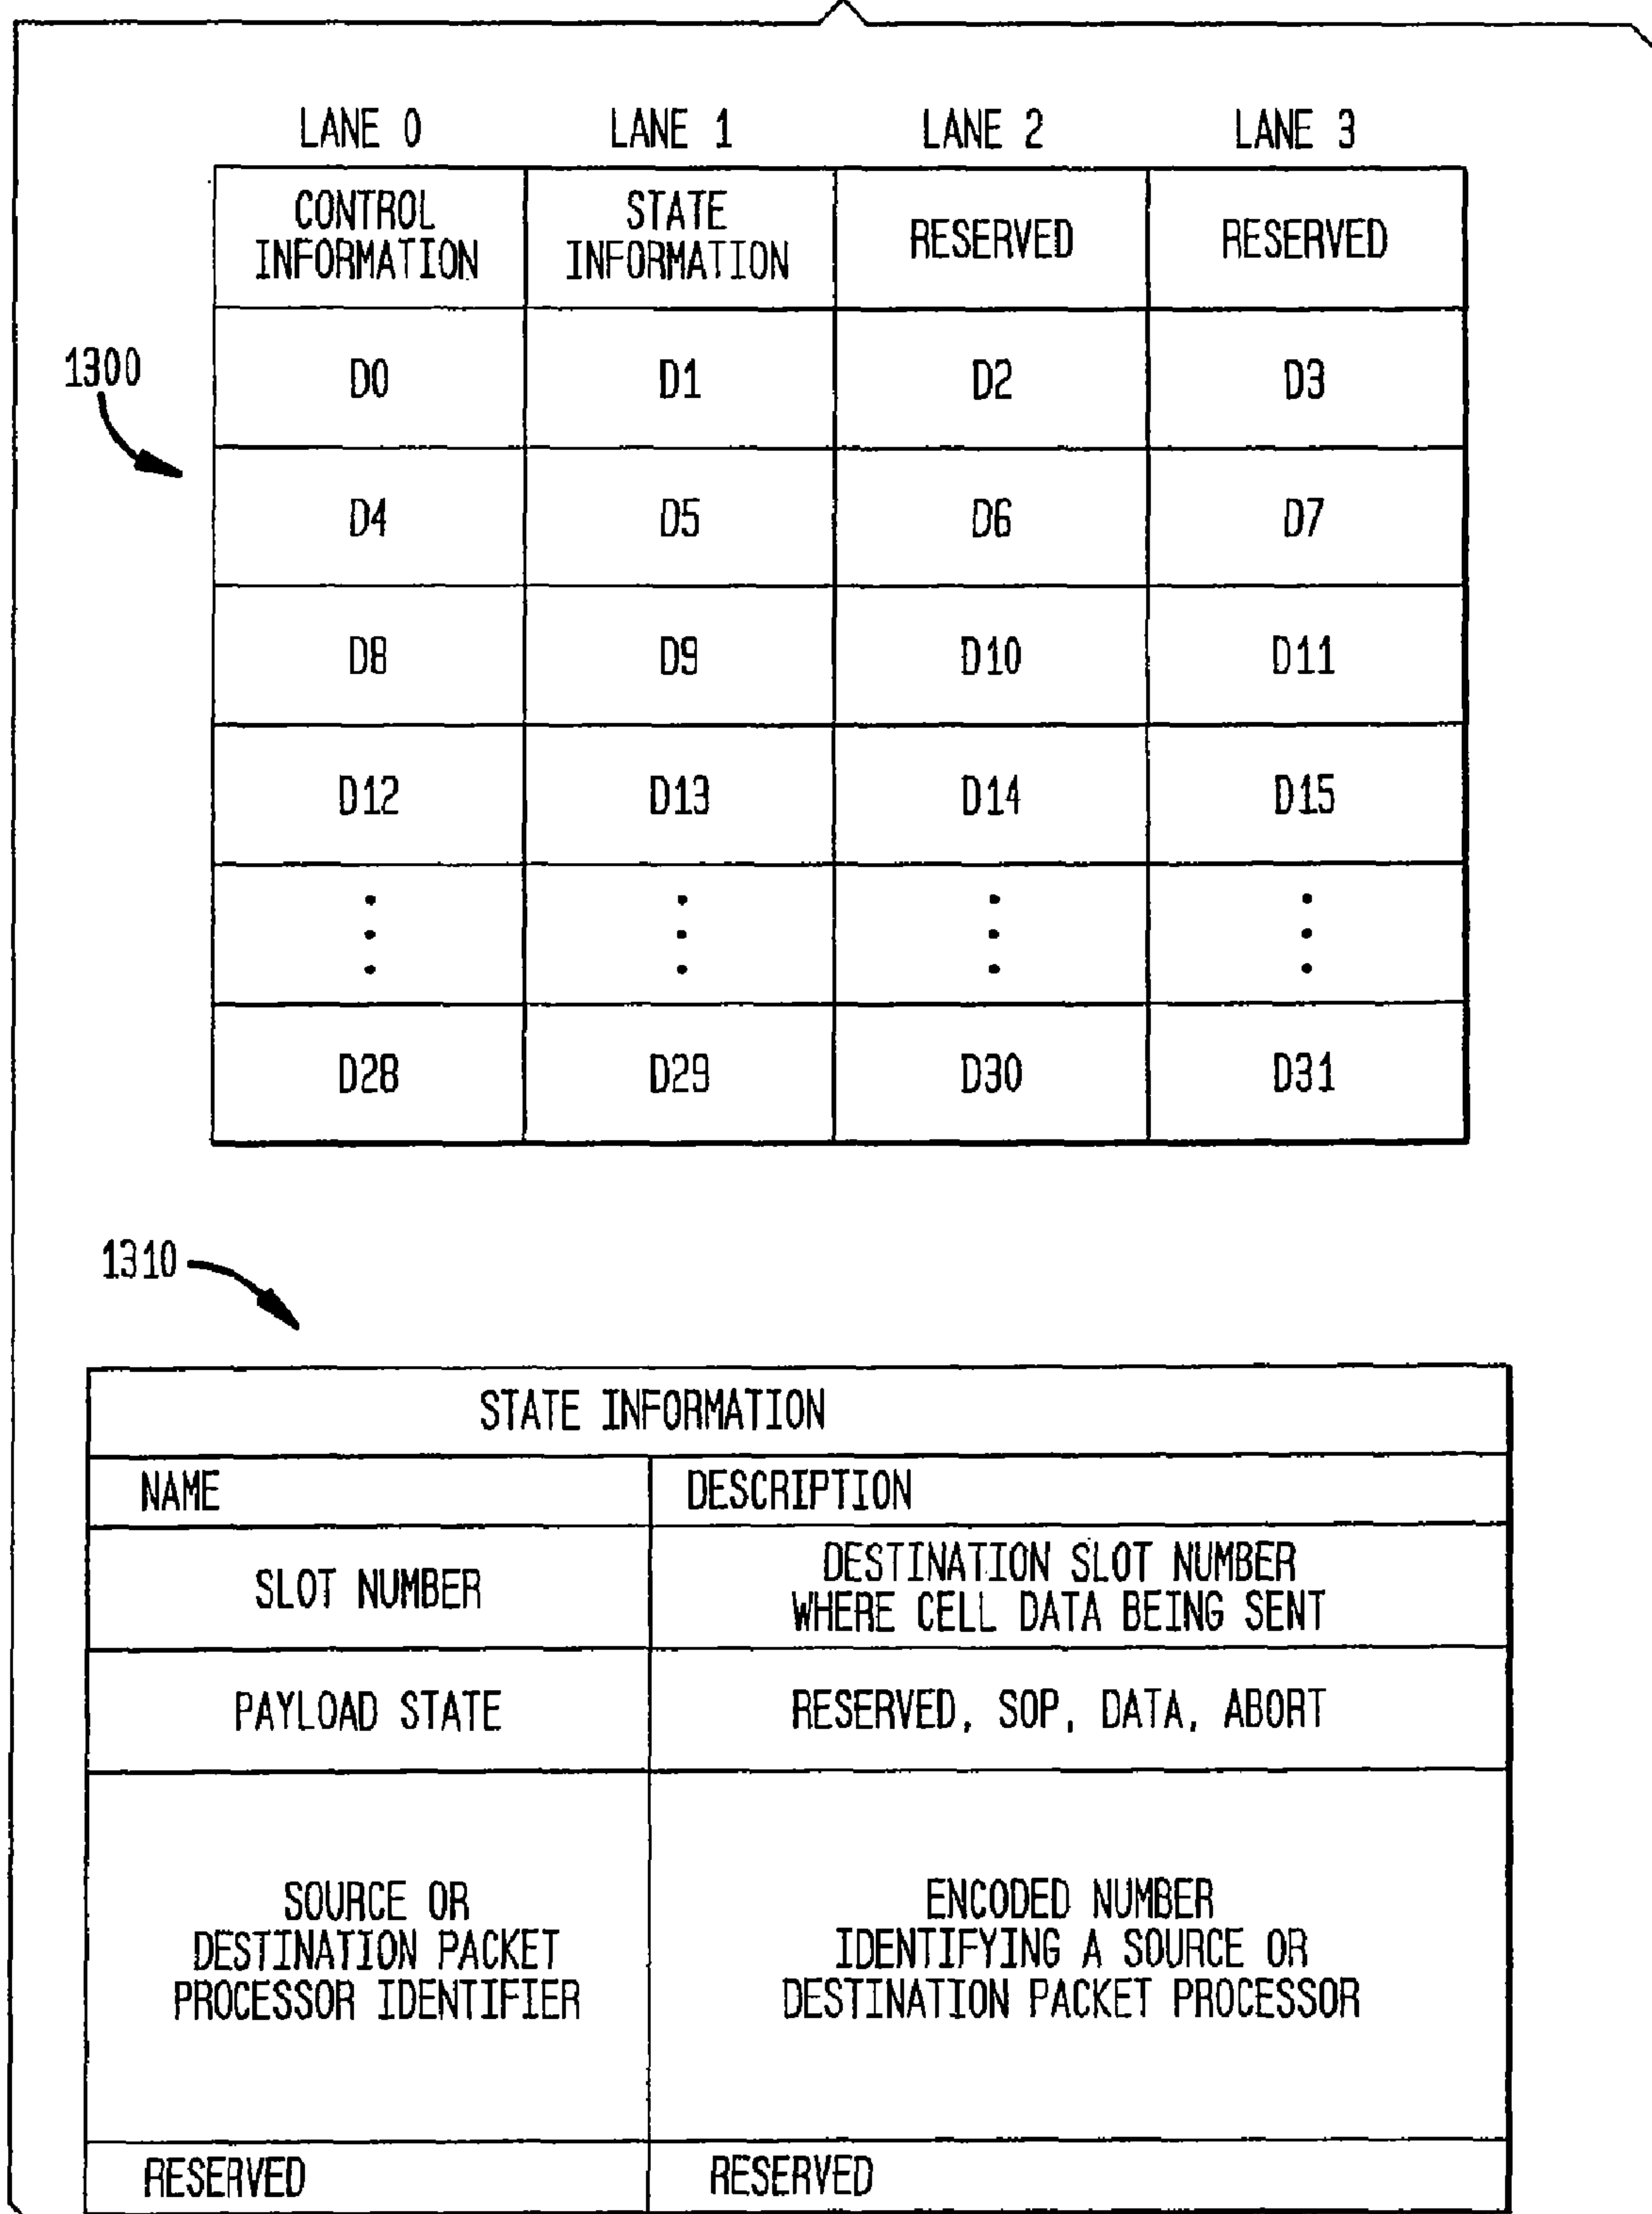 LANE 0 LANE 1 LANE 2 LANE 3
CONTROL INFORMATION STATE INFORMATION RESERVED RESERVED
1300
D0 D1 D2 D3
D4 D5 D6 D7
D8 D9 D10 D11
D12 D13 D14 D15
D28 D29 D30 D31
1310
STATE INFORMATION
NAME DESCRIPTION
SLOT NUMBER
DESTINATION SLOT NUMBER
WHERE CELL DATA BEING SENT
PAYLOAD STATE
RESERVED, SOP, DATA, ABORT
SOURCE OR
DESTINATION PACKET
PROCESSOR IDENTIFIER
ENCODED NUMBER
IDENTIFYING A SOURCE OR
DESTINATION PACKET PROCESSOR
RESERVED RESERVED